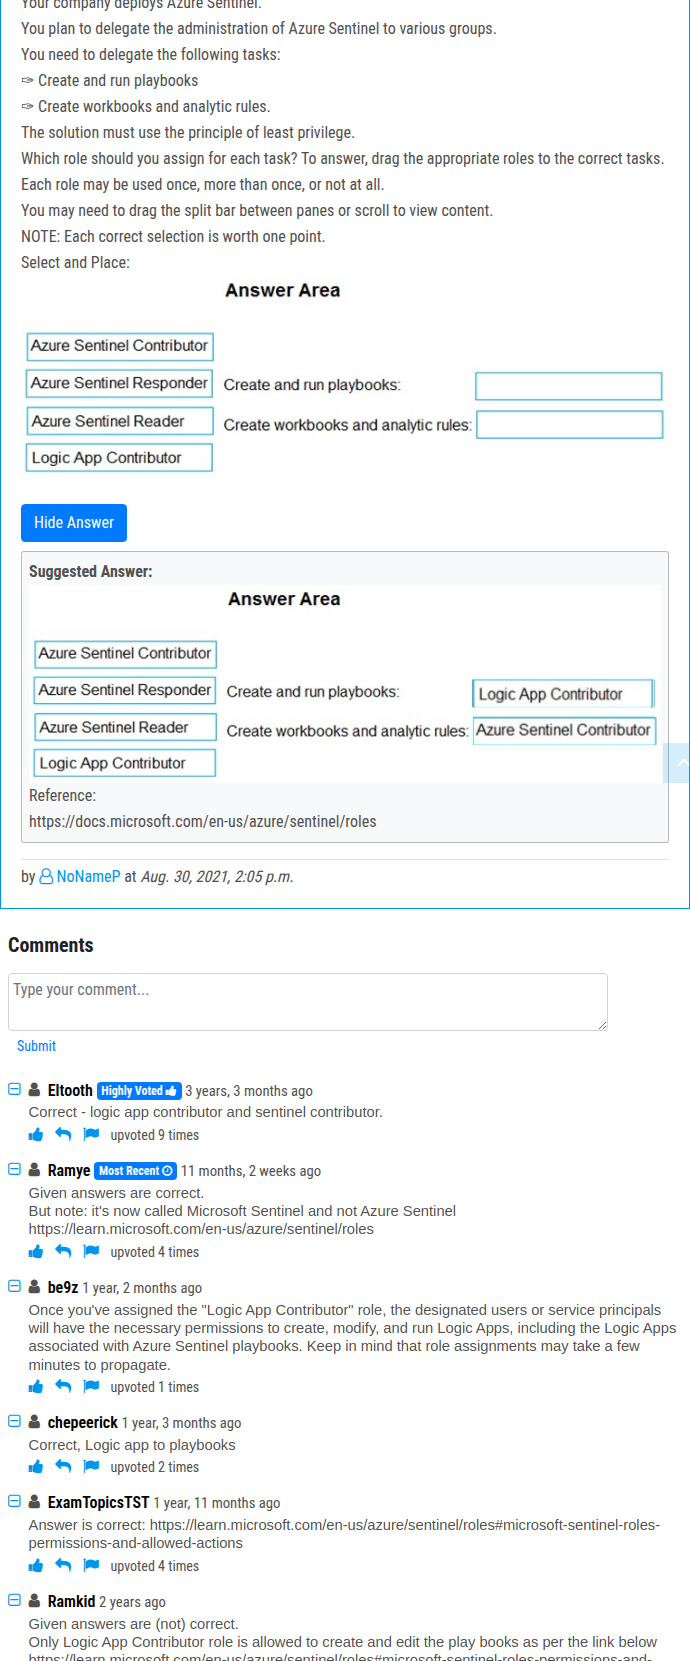 Your company deploys Azure Sentinel.
You plan to delegate the administration of Azure Sentinel to various groups.
You need to delegate the following tasks:
✑ Create and run playbooks
✑ Create workbooks and analytic rules.
The solution must use the principle of least privilege.
Which role should you assign for each task? To answer, drag the appropriate roles to the correct tasks.
Each role may be used once, more than once, or not at all.
You may need to drag the split bar between panes or scroll to view content.
NOTE: Each correct selection is worth one point.
Select and Place:
Answer Area
Azure Sentinel Contributor
Azure Sentinel Responder
Create and run playbooks:
Azure Sentinel Reader
Create workbooks and analytic rules:
Logic App Contributor
Hide Answer
Suggested Answer:
Answer Area
Azure Sentinel Contributor
Azure Sentinel Responder
Create and run playbooks:
Logic App Contributor
Azure Sentinel Reader
Create workbooks and analytic rules:
Azure Sentinel Contributor
Logic App Contributor
Reference:
https://docs.microsoft.com/en-us/azure/sentinel/roles
by NoNameP at Aug. 30, 2021, 2:05 p.m.
Comments
Type your comment...
Submit
Eltooth Highly Voted 3 years, 3 months ago
Correct - logic app contributor and sentinel contributor.
upvoted 9 times
Ramye Most Recent 11 months, 2 weeks ago
Given answers are correct.
But note: it's now called Microsoft Sentinel and not Azure Sentinel
https://learn.microsoft.com/en-us/azure/sentinel/roles
upvoted 4 times
be9z 1 year, 2 months ago
Once you've assigned the "Logic App Contributor" role, the designated users or service principals
will have the necessary permissions to create, modify, and run Logic Apps, including the Logic Apps
associated with Azure Sentinel playbooks. Keep in mind that role assignments may take a few
minutes to propagate.
upvoted 1 times
chepeerick 1 year, 3 months ago
Correct, Logic app to playbooks
upvoted 2 times
ExamTopicsTST 1 year, 11 months ago
Answer is correct: https://learn.microsoft.com/en-us/azure/sentinel/roles#microsoft-sentinel-roles-
permissions-and-allowed-actions
upvoted 4 times
Ramkid 2 years ago
Given answers are (not) correct.
Only Logic App Contributor role is allowed to create and edit the play books as per the link below
https://learn.microsoft.com/en-us/azure/sentinel/roles#microsoft-sentinel-roles-permissions-and-